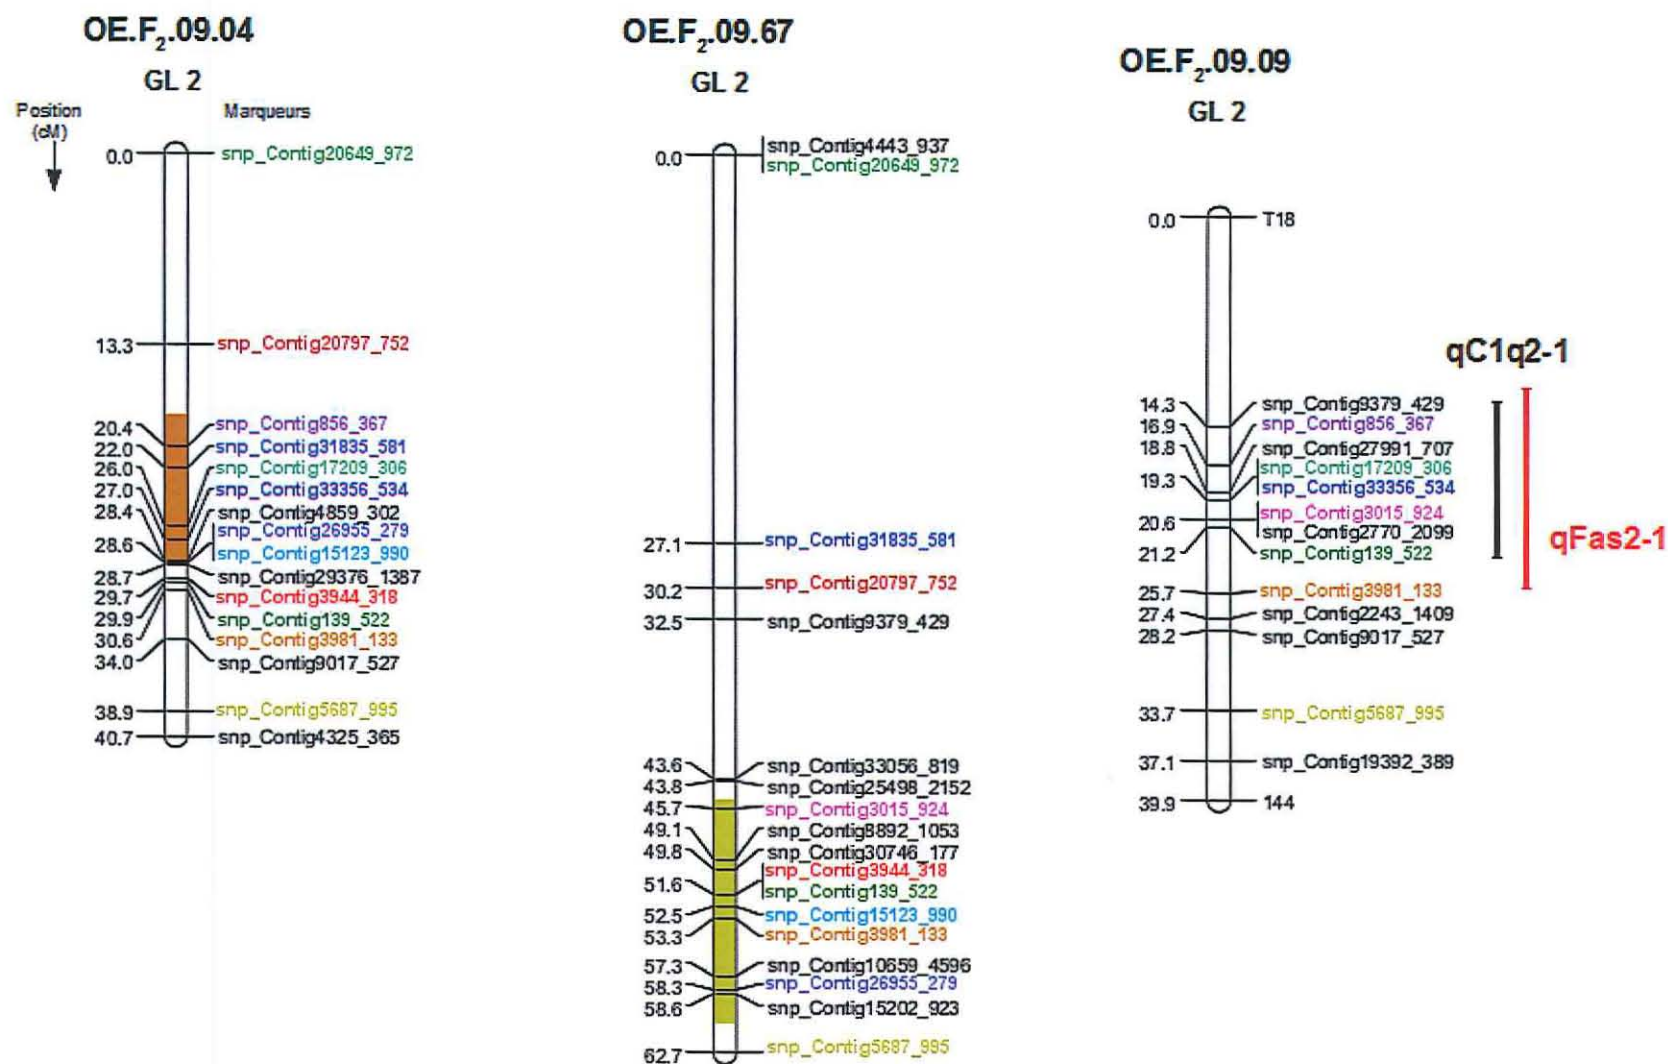 OE.F2.09.04
GL 2
Position
(cM)
Marqueurs
0.0 snp_Contig20649_972
13.3 snp_Contig20797_752
20.4 snp_Contig856_367
22.0 snp_Contig31835_581
26.0 snp_Contig17209_306
27.0 snp_Contig33356_534
28.4 snp_Contig4859_302
snp_Contig26955_279
28.6 snp_Contig15123_990
28.7 snp_Contig29376_1387
29.7 snp_Contig3944_318
29.9 snp_Contig139_522
30.6 snp_Contig3981_133
34.0 snp_Contig9017_527
38.9 snp_Contig5687_995
40.7 snp_Contig4325_365
OE.F2.09.67
GL 2
snp_Contig4443_937
0.0 snp_Contig20649_972
27.1 snp_Contig31835_581
30.2 snp_Contig20797_752
32.5 snp_Contig9379_429
43.6 snp_Contig33056_819
43.8 snp_Contig25498_2152
45.7 snp_Contig3015_924
49.1 snp_Contig8892_1053
49.8 snp_Contig30746_177
snp_Contig3944_318
51.6 snp_Contig139_522
52.5 snp_Contig15123_990
53.3 snp_Contig3981_133
57.3 snp_Contig10659_4596
58.3 snp_Contig26955_279
58.6 snp_Contig15202_923
62.7 snp_Contig5687_995
OE.F2.09.09
GL 2
0.0 T18
14.3 snp_Contig9379_429
16.9 snp_Contig856_367
18.8 snp_Contig27991_707
snp_Contig17209_306
19.3 snp_Contig33356_534
snp_Contig3015_924
20.6 snp_Contig2770_2099
21.2 snp_Contig139_522
25.7 snp_Contig3981_133
27.4 snp_Contig2243_1409
28.2 snp_Contig9017_527
33.7 snp_Contig5687_995
37.1 snp_Contig19392_389
39.9 144
qC1q2-1
qFas2-1